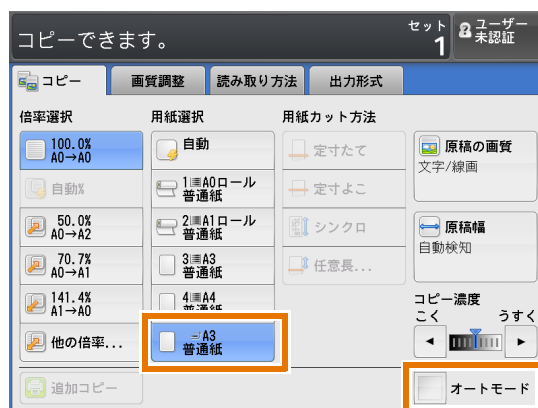 コピーできます。
セット
1
ユーザー
未認証
コピー
画質調整
読み取り方法
出力形式
倍率選択
100.0%
A0→A0
自動%
50.0%
A0→A2
70.7%
A0→A1
141.4%
A1→A0
他の倍率...
用紙選択
自動
1 A0ロール
普通紙
2 A1ロール
普通紙
3 A3
普通紙
4 A4
普通紙
A3
普通紙
用紙カット方法
定寸たて
定寸よこ
シンクロ
任意長...
原稿の画質
文字/線画
原稿幅
自動検知
コピー濃度
こく うすく
追加コピー
オートモード